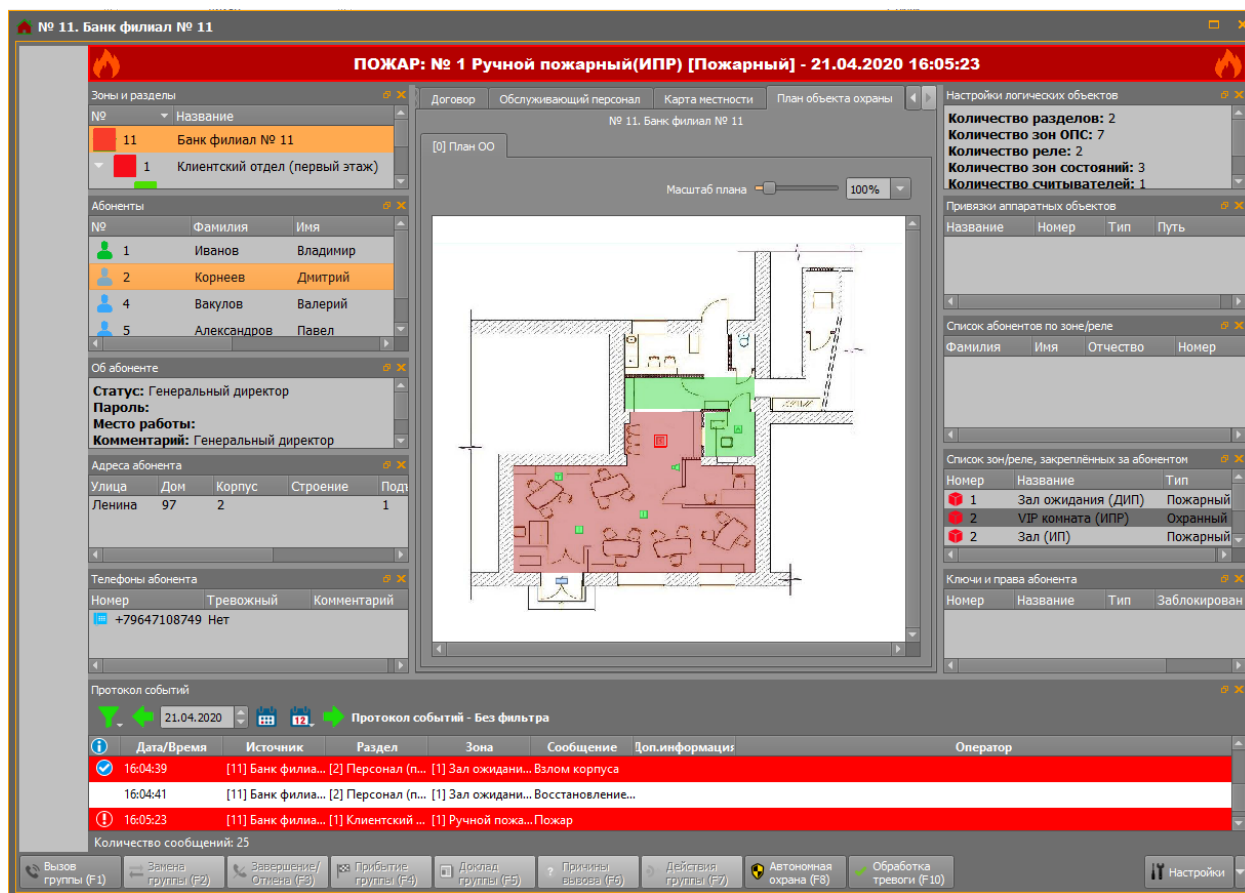 № 11. Банк филиал № 11
ПОЖАР: № 1 Ручной пожарный(ИПР) [Пожарный] - 21.04.2020 16:05:23
Зоны и разделы
№ Название
11 Банк филиал № 11
1 Клиентский отдел (первый этаж)
Абоненты
№ Фамилия Имя
1 Иванов Владимир
2 Корнеев Дмитрий
4 Вакулов Валерий
5 Александров Павел
Об абоненте
Статус: Генеральный директор
Пароль:
Место работы:
Комментарий: Генеральный директор
Адреса абонента
Улица Дом Корпус Строение Подъ
Ленина 97 2 1
Телефоны абонента
Номер Тревожный Комментарий
+79647108749 Нет
Договор Обслуживающий персонал Карта местности План объекта охраны
№ 11. Банк филиал № 11
[0] План ОО
Масштаб плана 100%
Настройки логических объектов
Количество разделов: 2
Количество зон ОПС: 7
Количество реле: 2
Количество зон состояний: 3
Количество считывателей: 1
Привязки аппаратных объектов
Название Номер Тип Путь
Список абонентов по зоне/реле
Фамилия Имя Отчество Номер
Список зон/реле, закреплённых за абонентом
Номер Название Тип
1 Зал ожидания (ДИП) Пожарный
2 VIP комната (ИПР) Охранный
2 Зал (ИП) Пожарный
Ключи и права абонента
Номер Название Тип Заблокирован
Протокол событий
21.04.2020 12 Протокол событий - Без фильтра
Дата/Время Источник Раздел Зона Сообщение Доп.информация Оператор
16:04:39 [11] Банк филиа... [2] Персонал (п... [1] Зал ожидани... Взлом корпуса
16:04:41 [11] Банк филиа... [2] Персонал (п... [1] Зал ожидани... Восстановление...
16:05:23 [11] Банк филиа... [1] Клиентский ... [1] Ручной пожа... Пожар
Количество сообщений: 25
Вызов группы (F1)
Замена группы (F2)
Завершение/Отмена (F3)
Прибытие группы (F4)
Доклад группы (F5)
Причины вызова (F6)
Действия группы (F7)
Автономная охрана (F8)
Обработка тревоги (F10)
Настройки